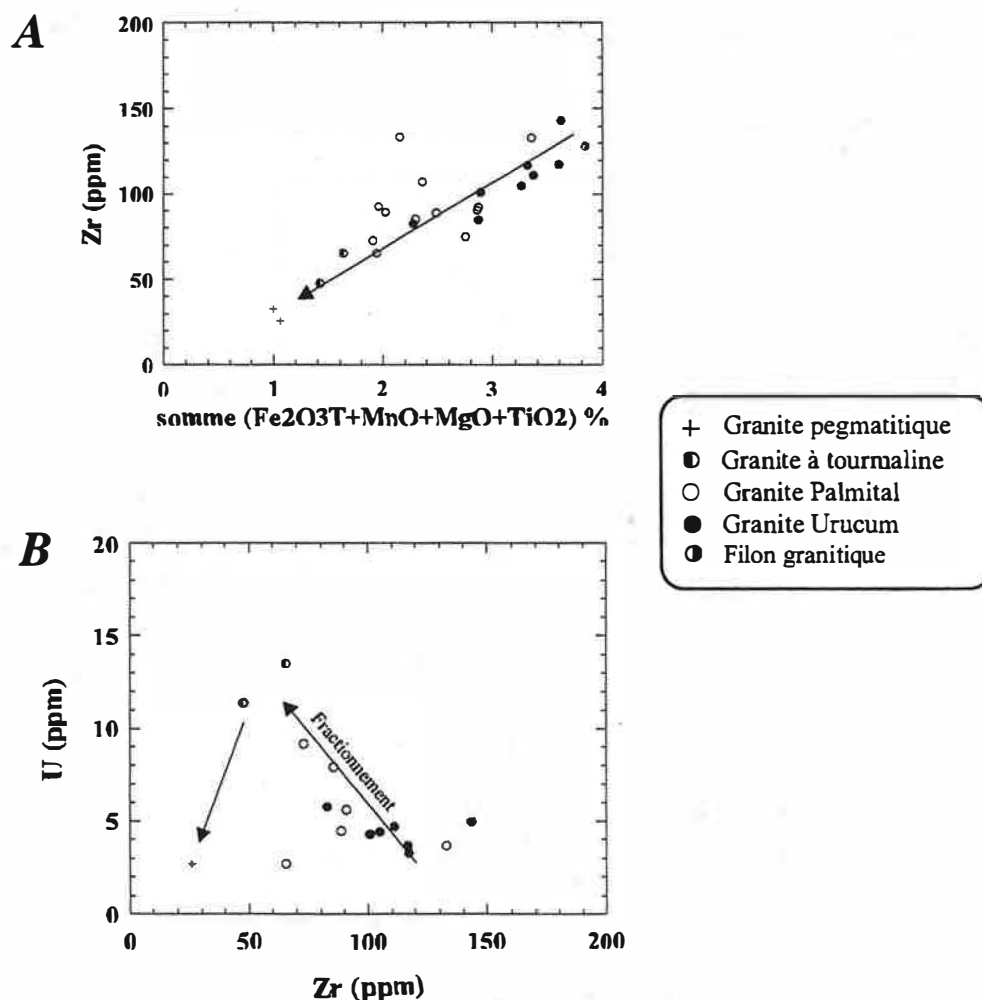 A
200
150
100
50
0
Zr (ppm)
0 1 2 3 4
somme (Fe2O3T+MnO+MgO+TiO2) %
Granite pegmatitique
Granite à tourmaline
Granite Palmital
Granite Urucum
Filon granitique
B
20
15
10
5
0
U (ppm)
Fractionnement
0 50 100 150 200
Zr (ppm)